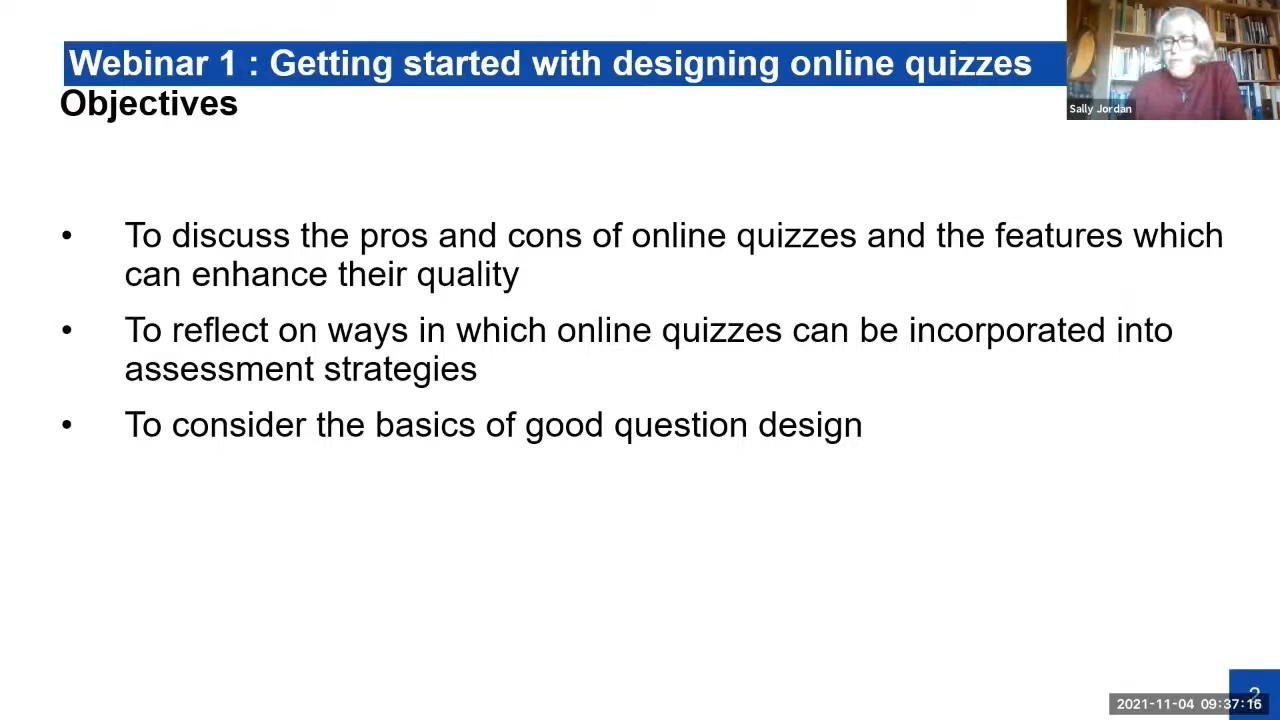 Webinar 1 : Getting started with designing online quizzes
Objectives
Sally Jordan
• To discuss the pros and cons of online quizzes and the features which
can enhance their quality
• To reflect on ways in which online quizzes can be incorporated into
assessment strategies
• To consider the basics of good question design
2
2021-11-04 09:37:16